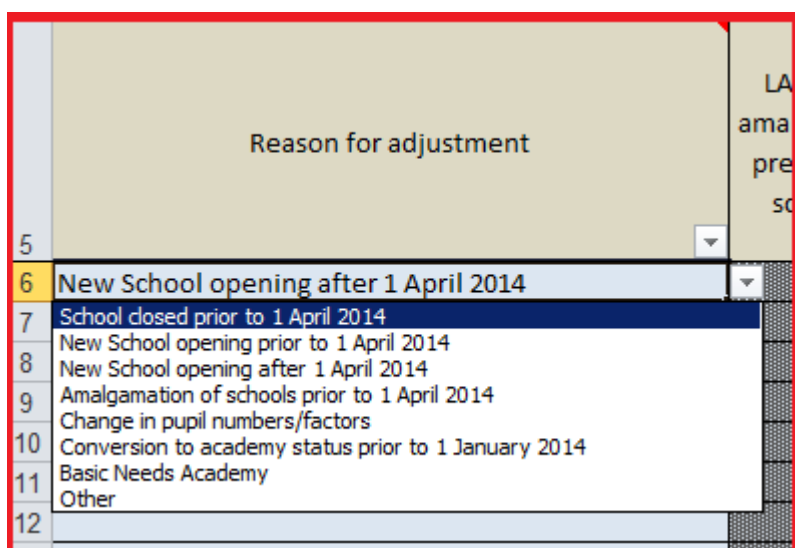 LA
ama
Reason for adjustment
pre
sc
5
6 New School opening after 1 April 2014
7 School closed prior to 1 April 2014
New School opening prior to 1 April 2014
8 New School opening after 1 April 2014
9 Amalgamation of schools prior to 1 April 2014
Change in pupil numbers/factors
10 Conversion to academy status prior to 1 January 2014
11 Basic Needs Academy
Other
12